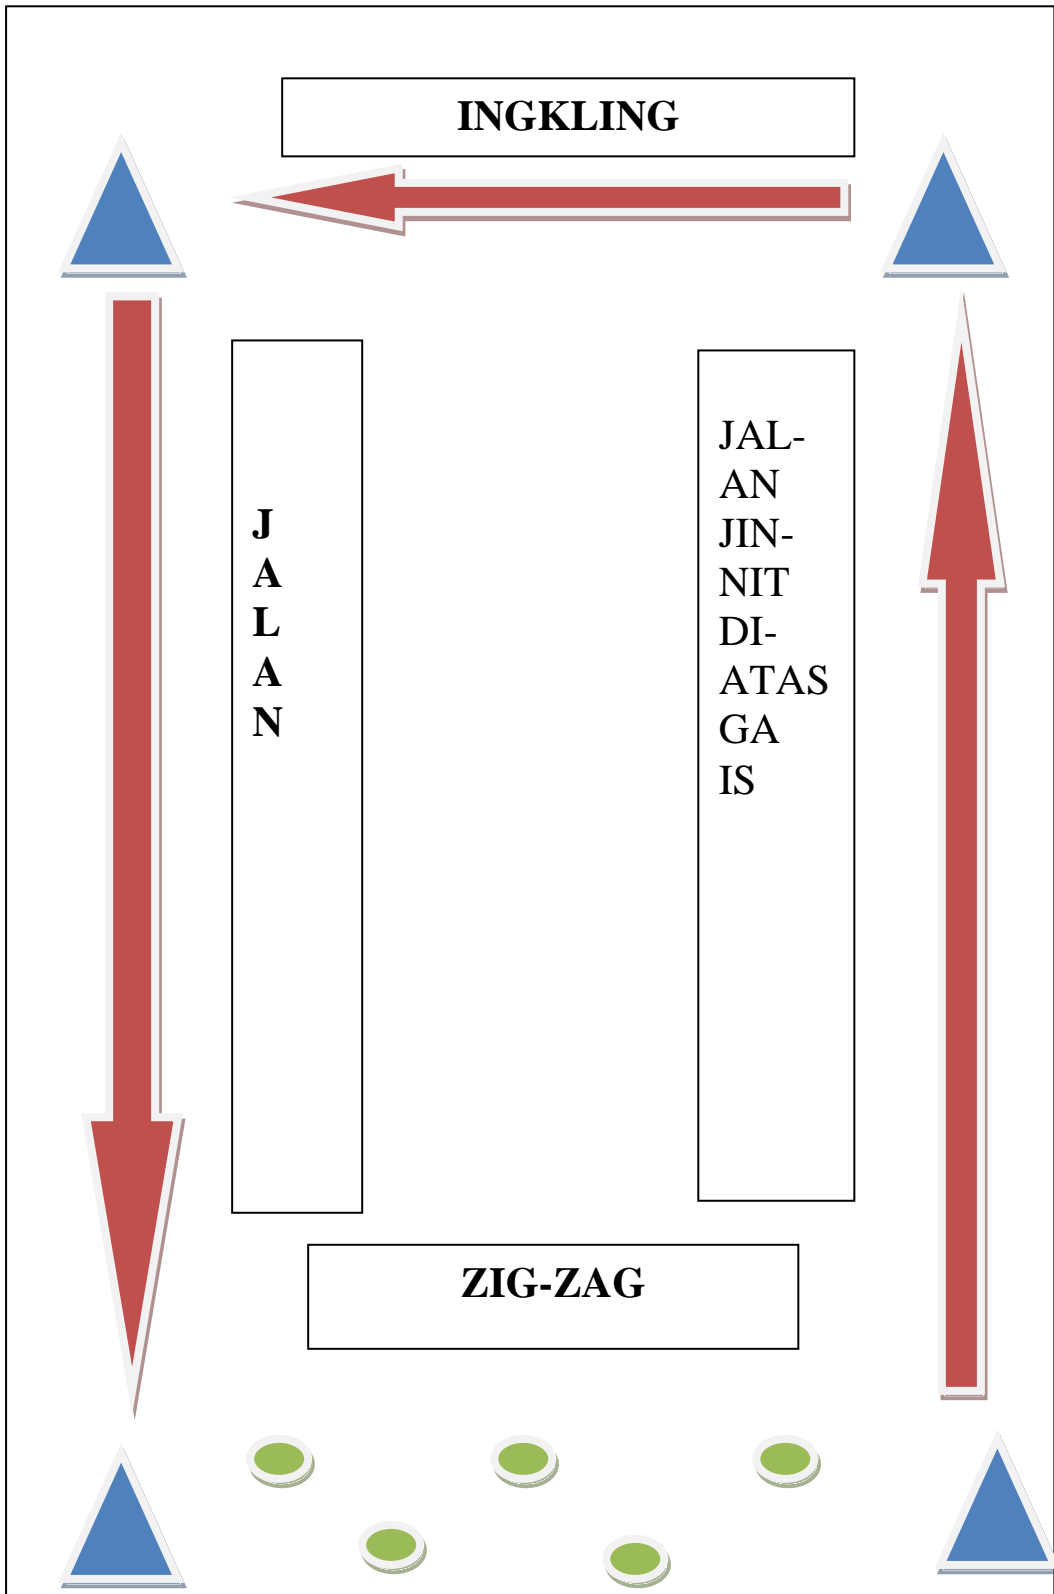 INGKLING
J
A
L
A
N
JAL-
AN
JIN-
NIT
DI-
ATAS
GA
IS
ZIG-ZAG